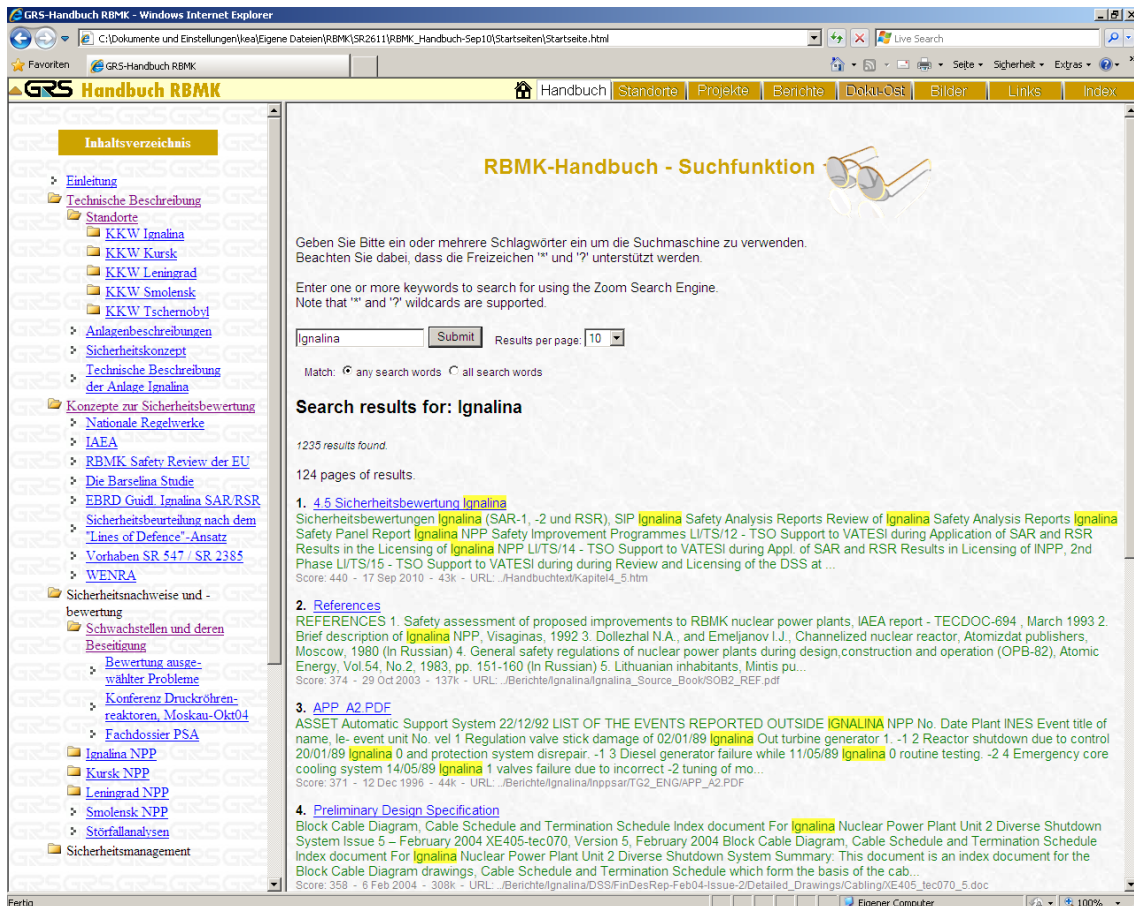 GRS-Handbuch RBMK - Windows Internet Explorer
C:\Dokumente und Einstellungen\kea\Eigene Dateien\RBMK\SR2611\RBMK_Handbuch-Sep10\Startseiten\Startseite.html
Live Search
Favoriten
GRS-Handbuch RBMK
Seite
Sicherheit
Extras
GRS Handbuch RBMK
Handbuch
Standorte
Projekte
Berichte
Doku-Ost
Bilder
Links
Index
Inhaltsverzeichnis
Einleitung
Technische Beschreibung
Standorte
KKW Ignalina
KKW Kursk
KKW Leningrad
KKW Smolensk
KKW Tschernobyl
Anlagenbeschreibungen
Sicherheitskonzept
Technische Beschreibung
der Anlage Ignalina
Konzepte zur Sicherheitsbewertung
Nationale Regelwerke
IAEA
RBMK Safety Review der EU
Die Barselina Studie
EBRD Guidl. Ignalina SAR/RSR
Sicherheitsbeurteilung nach dem
"Lines of Defence"-Ansatz
Vorhaben SR 547 / SR 2385
WENRA
Sicherheitsnachweise und -
bewertung
Schwachstellen und deren
Beseitigung
Bewertung ausge-
wählter Probleme
Konferenz Druckröhren-
reaktoren, Moskau-Okt04
Fachdossier PSA
Ignalina NPP
Kursk NPP
Leningrad NPP
Smolensk NPP
Störfallanalysen
Sicherheitsmanagement
RBMK-Handbuch - Suchfunktion
Geben Sie Bitte ein oder mehrere Schlagwörter ein um die Suchmaschine zu verwenden.
Beachten Sie dabei, dass die Freizeichen '*' und '?' unterstützt werden.
Enter one or more keywords to search for using the Zoom Search Engine.
Note that '*' and '?' wildcards are supported.
Ignalina
Submit
Results per page: 10
Match: any search words all search words
Search results for: Ignalina
1235 results found.
124 pages of results.
1. 4.5 Sicherheitsbewertung Ignalina
Sicherheitsbewertungen Ignalina (SAR-1, -2 und RSR), SIP Ignalina Safety Analysis Reports Review of Ignalina Safety Analysis Reports Ignalina
Safety Panel Report Ignalina NPP Safety Improvement Programmes LI/TS/12 - TSO Support to VATESI during Application of SAR and RSR
Results in the Licensing of Ignalina NPP LI/TS/14 - TSO Support to VATESI during Appl. of SAR and RSR Results in Licensing of INPP, 2nd
Phase LI/TS/15 - TSO Support to VATESI during during Review and Licensing of the DSS at ...
Score: 440 - 17 Sep 2010 - 43k - URL: ../Handbuchtext/Kapitel4_5.htm
2. References
REFERENCES 1. Safety assessment of proposed improvements to RBMK nuclear power plants, IAEA report - TECDOC-694 , March 1993 2.
Brief description of Ignalina NPP, Visaginas, 1992 3. Dollezhal N.A., and Emeljanov I.J., Channelized nuclear reactor, Atomizdat publishers,
Moscow, 1980 (In Russian) 4. General safety regulations of nuclear power plants during design,construction and operation (OPB-82), Atomic
Energy, Vol.54, No.2, 1983, pp. 151-160 (In Russian) 5. Lithuanian inhabitants, Mintis pu...
Score: 374 - 29 Oct 2003 - 137k - URL: ../Berichte/Ignalina/Ignalina_Source_Book/SOB2_REF.pdf
3. APP_A2.PDF
ASSET Automatic Support System 22/12/92 LIST OF THE EVENTS REPORTED OUTSIDE IGNALINA NPP No. Date Plant INES Event title of
name, le- event unit No. vel 1 Regulation valve stick damage of 02/01/89 Ignalina Out turbine generator 1. -1 2 Reactor shutdown due to control
20/01/89 Ignalina 0 and protection system disrepair. -1 3 Diesel generator failure while 11/05/89 Ignalina 0 routine testing. -2 4 Emergency core
cooling system 14/05/89 Ignalina 1 valves failure due to incorrect -2 tuning of mo...
Score: 371 - 12 Dec 1996 - 44k - URL: ../Berichte/Ignalina/Inppsar/TG2_ENG/APP_A2.PDF
4. Preliminary Design Specification
Block Cable Diagram, Cable Schedule and Termination Schedule Index document For Ignalina Nuclear Power Plant Unit 2 Diverse Shutdown
System Issue 5 – February 2004 XE405-tec070, Version 5, February 2004 Block Cable Diagram, Cable Schedule and Termination Schedule
Index document For Ignalina Nuclear Power Plant Unit 2 Diverse Shutdown System Summary: This document is an index document for the
Block Cable Diagram drawings, Cable Schedule and Termination Schedule which form the basis of the cab...
Score: 358 - 6 Feb 2004 - 308k - URL: ../Berichte/Ignalina/DSS/FinDesRep-Feb04-Issue-2/Detailed_Drawings/Cabling/XE405_tec070_5.doc
Fertig
Eigener Computer
100%